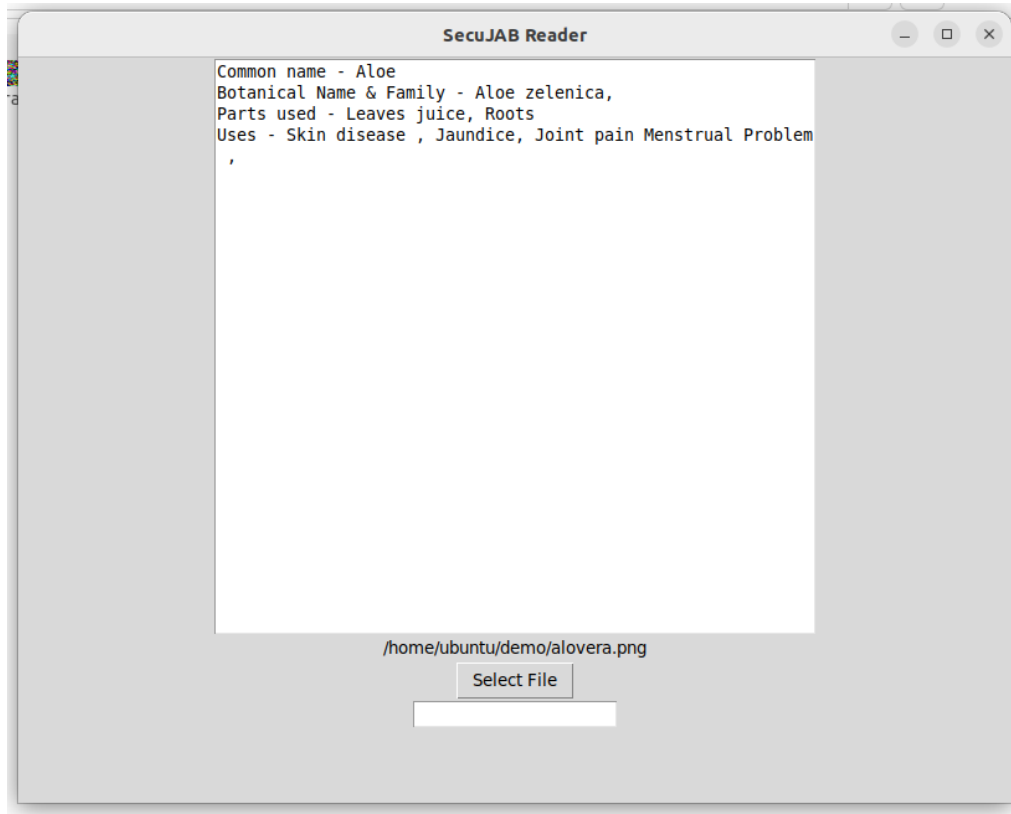 SecuJAB Reader
Common name - Aloe
Botanical Name & Family - Aloe zelenica,
Parts used - Leaves juice, Roots
Uses - Skin disease , Jaundice, Joint pain Menstrual Problem
 ,
/home/ubuntu/demo/alovera.png
Select File